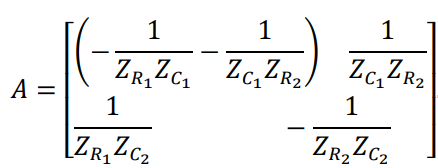 A = [ (− 1/(Z_{R_1} Z_{C_1}) − 1/(Z_{C_1} Z_{R_2})) 1/(Z_{C_1} Z_{R_2})
1/(Z_{R_1} Z_{C_2}) − 1/(Z_{R_2} Z_{C_2}) ]